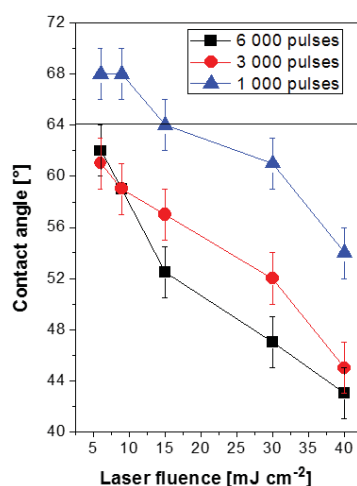 6 000 pulses
3 000 pulses
1 000 pulses
72
68
64
60
56
52
48
44
40
Contact angle [°]
5 10 15 20 25 30 35 40
Laser fluence [mJ cm⁻²]